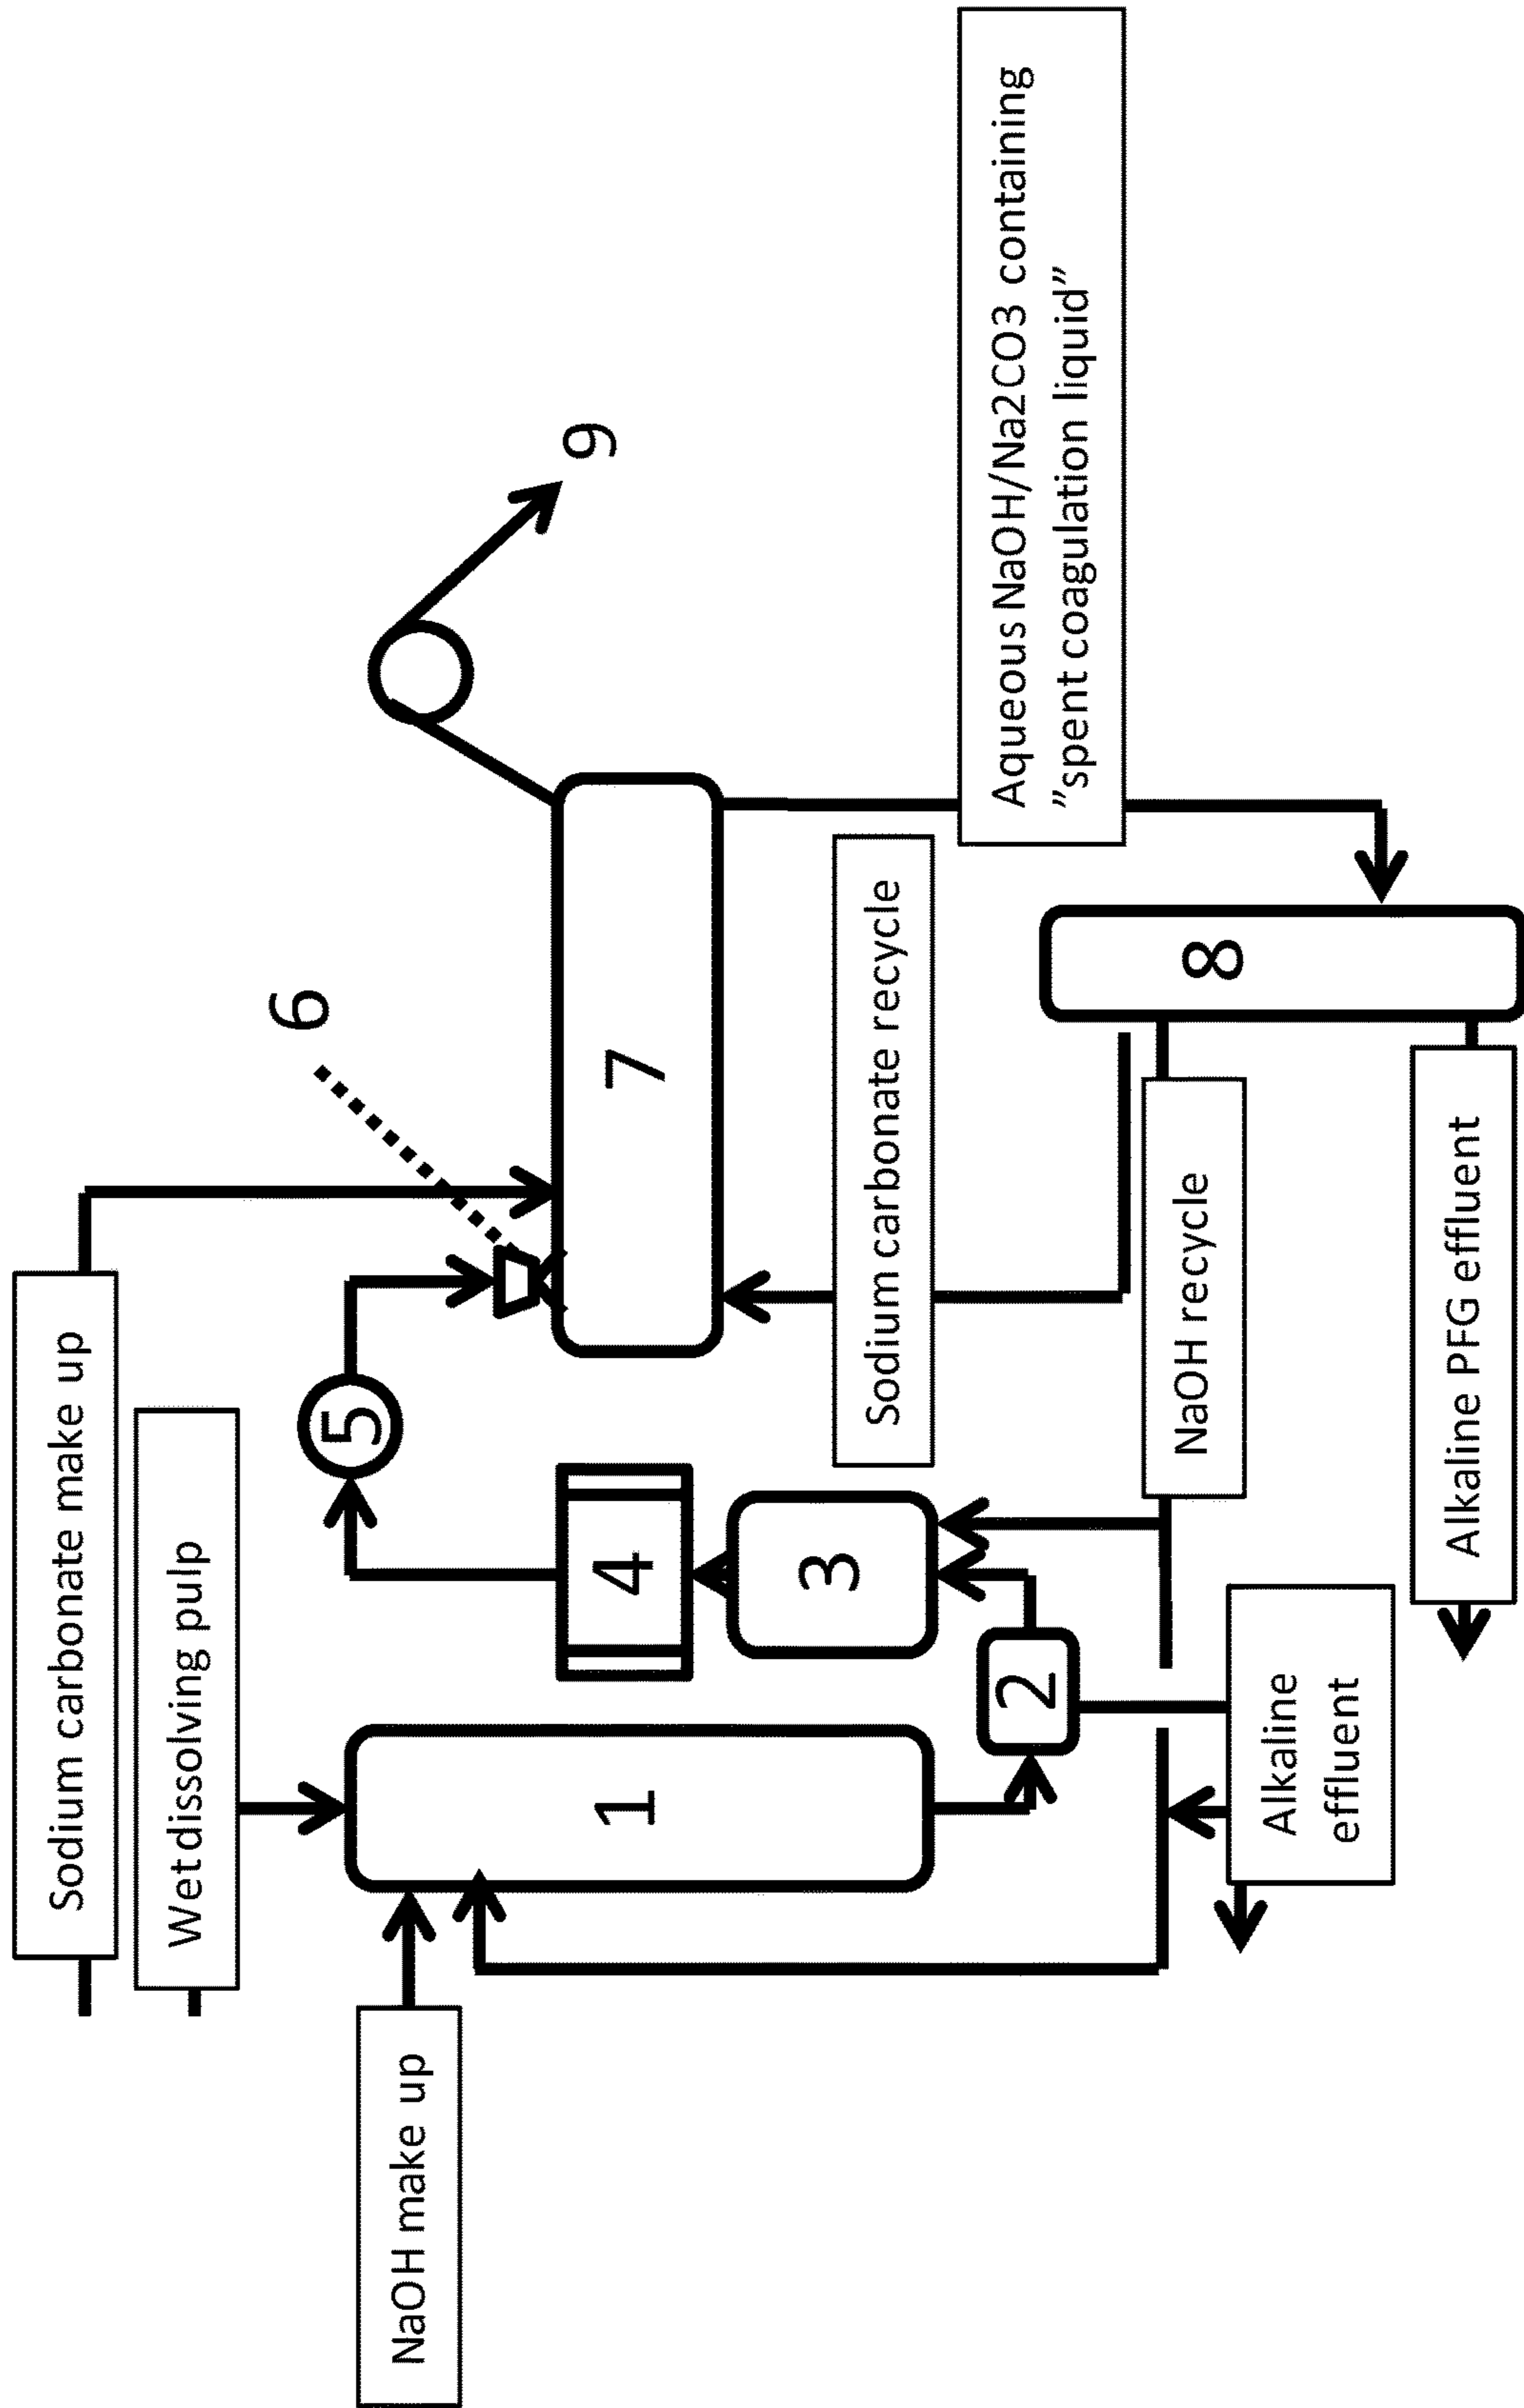 Sodium carbonate make up
Wet dissolving pulp
NaOH make up
1
2
3
4
5
6
7
8
9
Sodium carbonate recycle
Aqueous NaOH/Na2CO3 containing
”spent coagulation liquid”
NaOH recycle
Alkaline
effluent
Alkaline PFG effluent